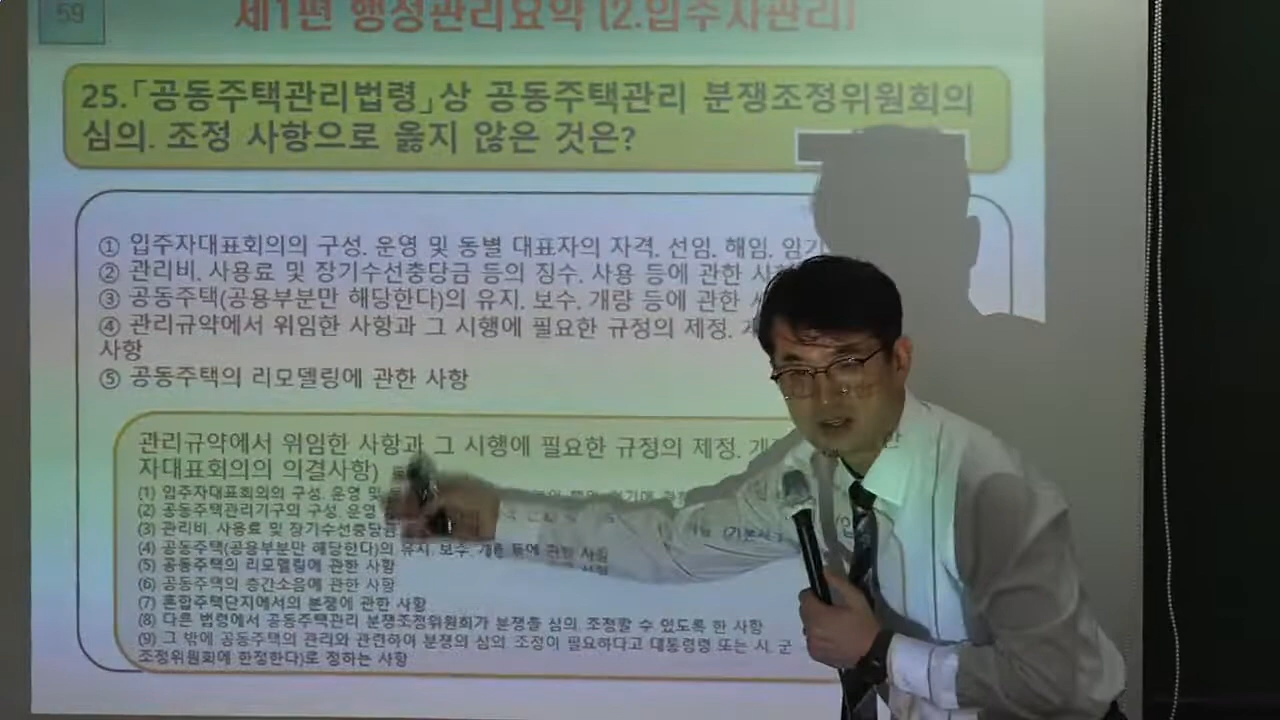 59
제1편 행정관리요약 (2.입주자관리)
25.「공동주택관리법령」상 공동주택관리 분쟁조정위원회의
심의. 조정 사항으로 옳지 않은 것은?
① 입주자대표회의의 구성. 운영 및 동별 대표자의 자격. 선임. 해임. 임기
② 관리비. 사용료 및 장기수선충당금 등의 징수. 사용 등에 관한
③ 공동주택(공용부분만 해당한다)의 유지. 보수. 개량 등에 관한
④ 관리규약에서 위임한 사항과 그 시행에 필요한 규정의 제정.
사항
⑤ 공동주택의 리모델링에 관한 사항
관리규약에서 위임한 사항과 그 시행에 필요한 규정의 제정.
자대표회의의 의결사항)
(1) 입주자대표회의의 구성. 운영 및
(2) 공동주택관리기구의 구성. 운영
(3) 관리비. 사용료 및 장기수선충당금
(4) 공동주택(공용부분만 해당한다)의 유지. 보수. 개량 등에 관한 사항
(5) 공동주택의 리모델링에 관한 사항
(6) 공동주택의 층간소음에 관한 사항
(7) 혼합주택단지에서의 분쟁에 관한 사항
(8) 다른 법령에서 공동주택관리 분쟁조정위원회가 분쟁을 심의. 조정할 수 있도록 한 사항
(9) 그 밖에 공동주택의 관리와 관련하여 분쟁의 심의. 조정이 필요하다고 대통령령 또는 시. 군
조정위원회에 한정한다)로 정하는 사항